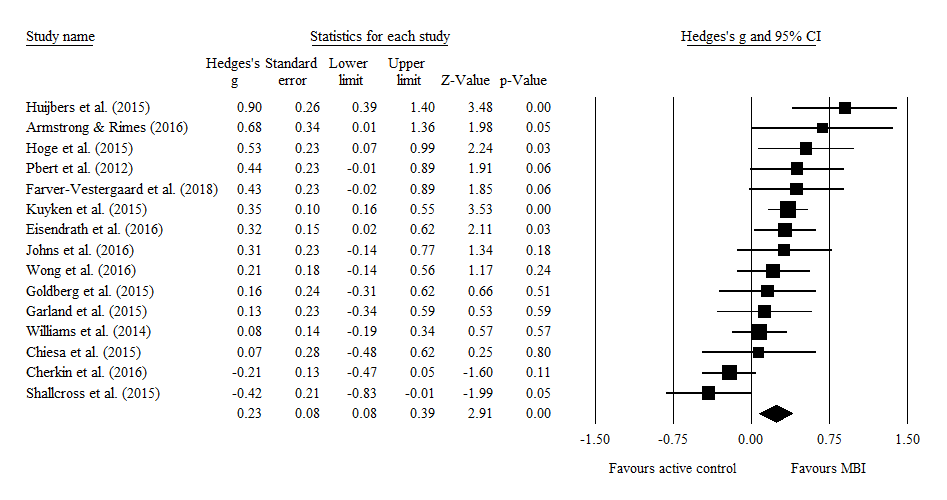 Study name Statistics for each study Hedges's g and 95% CI
Hedges's Standard Lower Upper
g error limit limit Z-Value p-Value
Huijbers et al. (2015) 0.90 0.26 0.39 1.40 3.48 0.00
Armstrong & Rimes (2016) 0.68 0.34 0.01 1.36 1.98 0.05
Hoge et al. (2015) 0.53 0.23 0.07 0.99 2.24 0.03
Pbert et al. (2012) 0.44 0.23 -0.01 0.89 1.91 0.06
Farver-Vestergaard et al. (2018) 0.43 0.23 -0.02 0.89 1.85 0.06
Kuyken et al. (2015) 0.35 0.10 0.16 0.55 3.53 0.00
Eisendrath et al. (2016) 0.32 0.15 0.02 0.62 2.11 0.03
Johns et al. (2016) 0.31 0.23 -0.14 0.77 1.34 0.18
Wong et al. (2016) 0.21 0.18 -0.14 0.56 1.17 0.24
Goldberg et al. (2015) 0.16 0.24 -0.31 0.62 0.66 0.51
Garland et al. (2015) 0.13 0.23 -0.34 0.59 0.53 0.59
Williams et al. (2014) 0.08 0.14 -0.19 0.34 0.57 0.57
Chiesa et al. (2015) 0.07 0.28 -0.48 0.62 0.25 0.80
Cherkin et al. (2016) -0.21 0.13 -0.47 0.05 -1.60 0.11
Shallcross et al. (2015) -0.42 0.21 -0.83 -0.01 -1.99 0.05
0.23 0.08 0.08 0.39 2.91 0.00
-1.50 -0.75 0.00 0.75 1.50
Favours active control Favours MBI